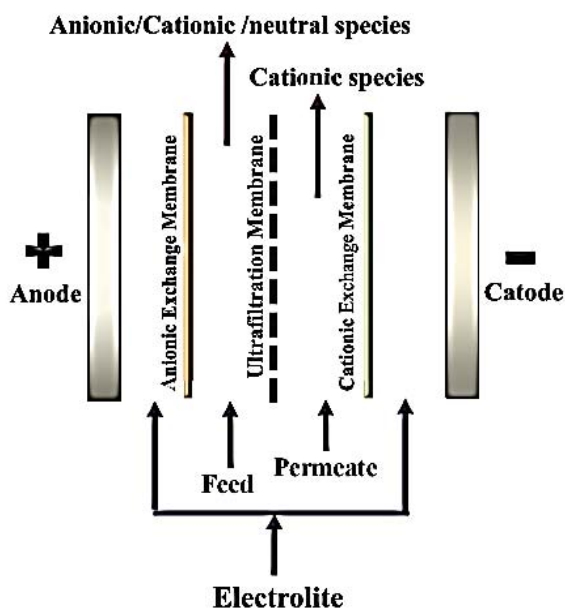 Anionic/Cationic /neutral species
Cationic species
Anionic Exchange Membrane
Ultrafiltration Membrane
Cationic Exchange Membrane
+
Anode
-
Catode
Feed
Permeate
Electrolite